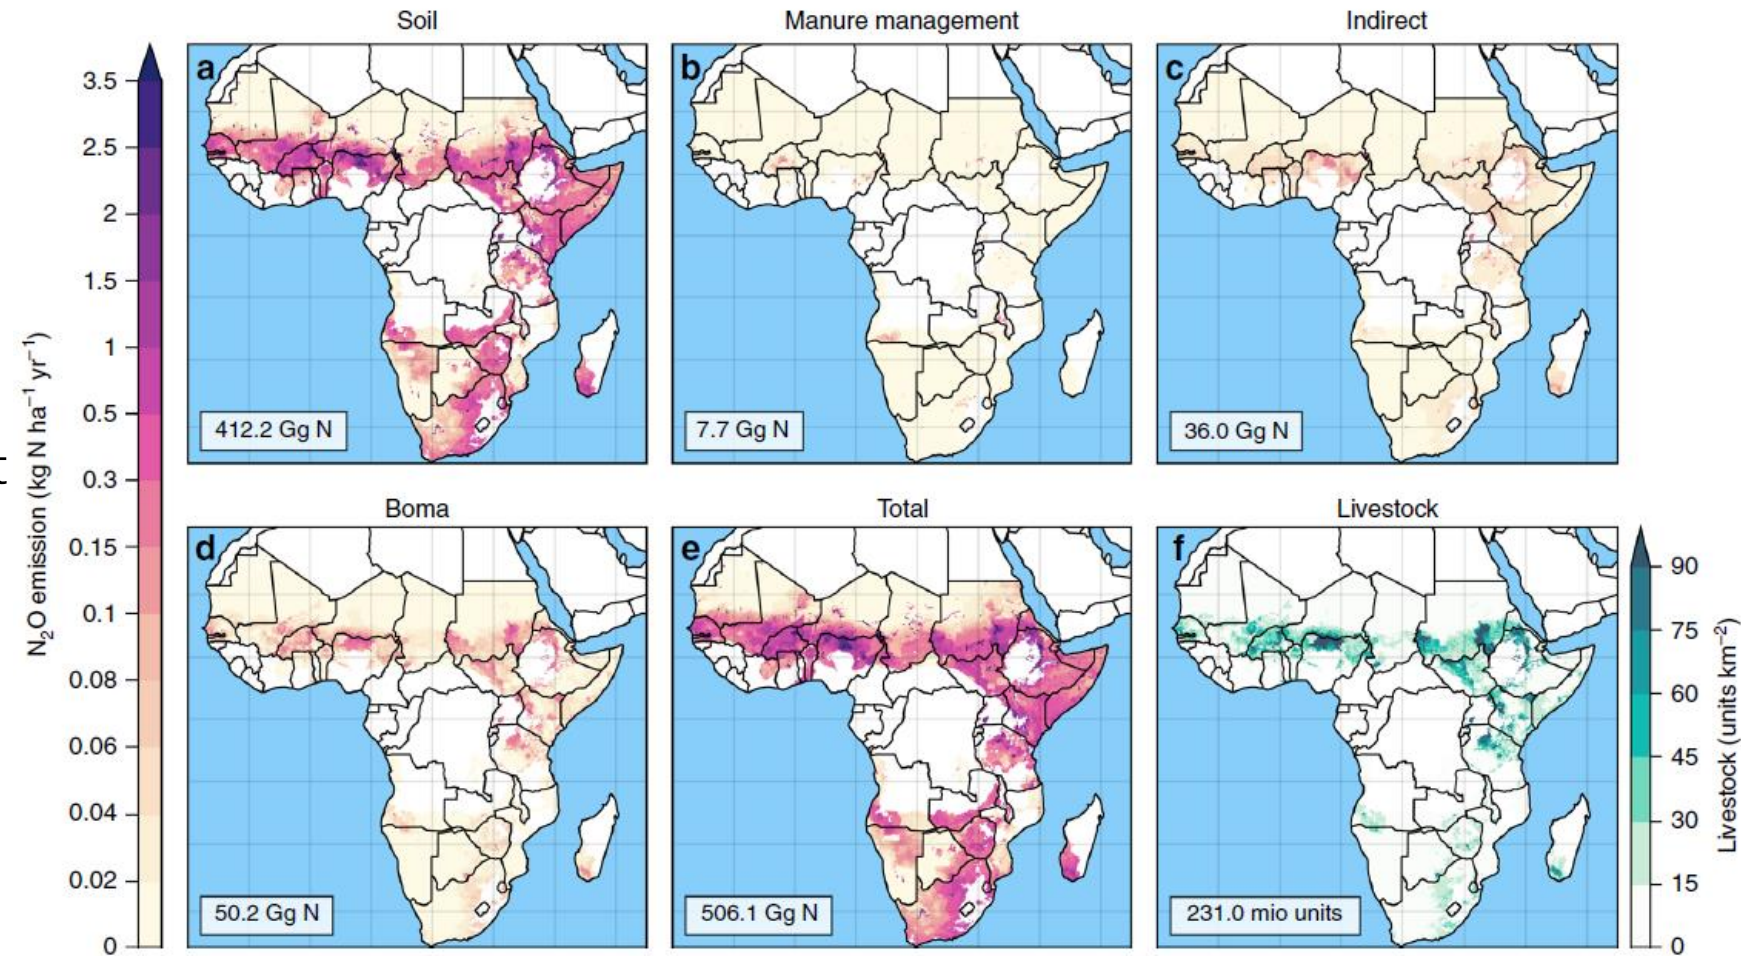 Soil
Manure management
Indirect
a
b
c
3.5
2.5
2
1.5
1
0.5
0.3
0.15
0.1
0.08
0.06
0.04
0.02
0
N₂O emission (kg N ha⁻¹ yr⁻¹)
412.2 Gg N
7.7 Gg N
36.0 Gg N
Boma
Total
Livestock
d
e
f
50.2 Gg N
506.1 Gg N
231.0 mio units
90
75
60
45
30
15
0
Livestock (units km⁻²)